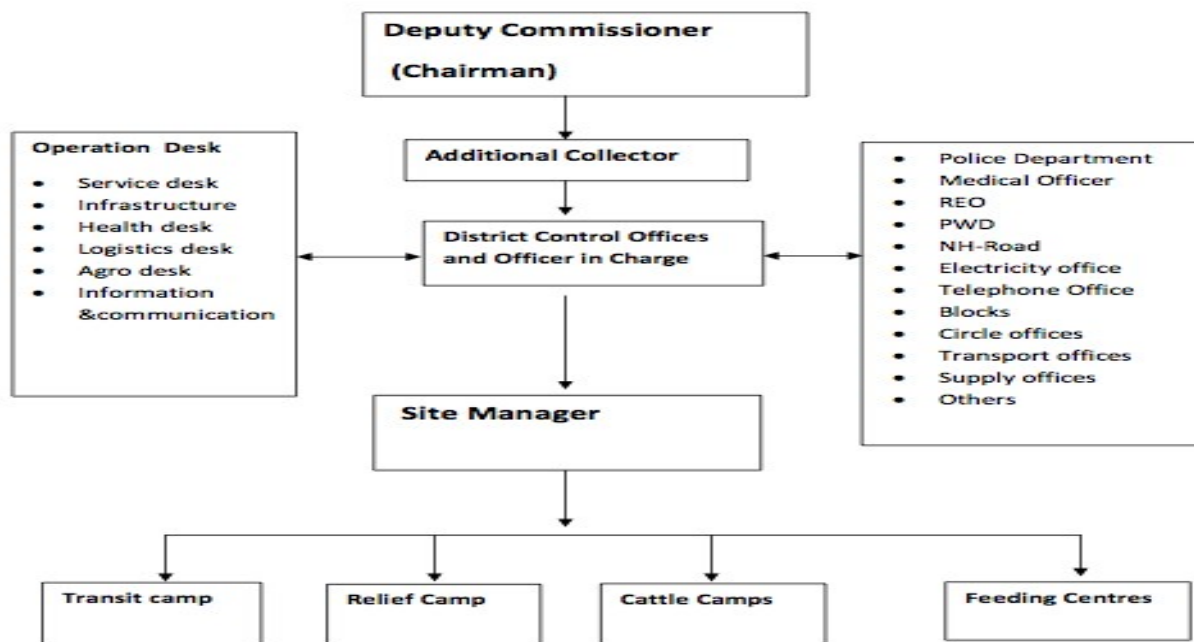 Deputy Commissioner
(Chairman)
Additional Collector
Operation Desk
• Service desk
• Infrastructure
• Health desk
• Logistics desk
• Agro desk
• Information
&communication
District Control Offices
and Officer in Charge
• Police Department
• Medical Officer
• REO
• PWD
• NH-Road
• Electricity office
• Telephone Office
• Blocks
• Circle offices
• Transport offices
• Supply offices
• Others
Site Manager
Transit camp
Relief Camp
Cattle Camps
Feeding Centres